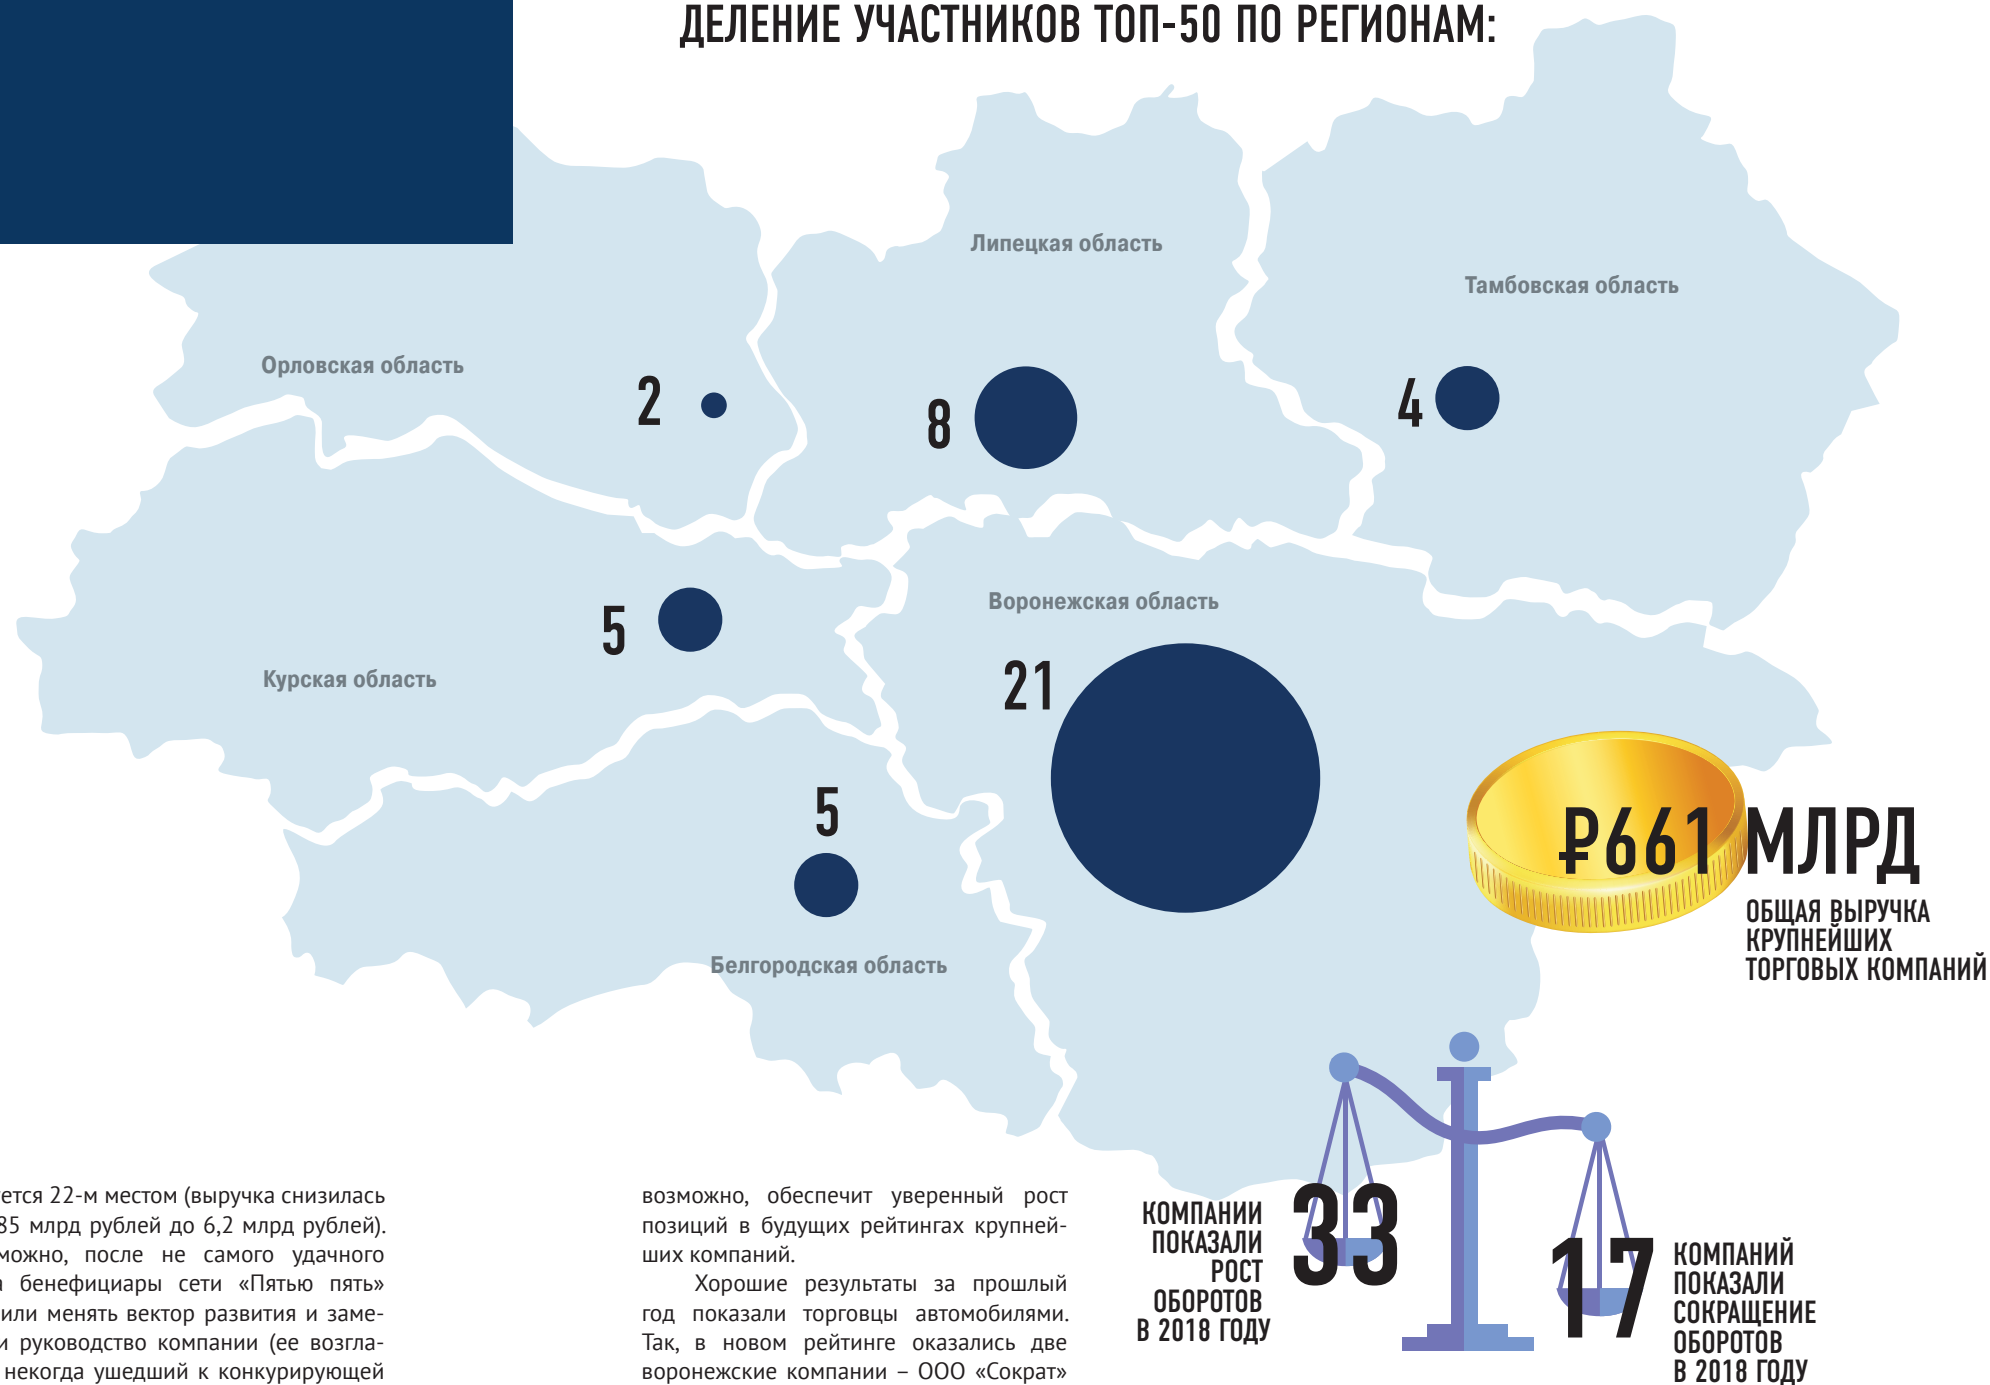 ДЕЛЕНИЕ УЧАСТНИКОВ ТОП-50 ПО РЕГИОНАМ:
Липецкая область
Тамбовская область
Орловская область
2
8
4
Воронежская область
5
Курская область
21
5
₽661 МЛРД
ОБЩАЯ ВЫРУЧКА
КРУПНЕЙШИХ
ТОРГОВЫХ КОМПАНИЙ
Белгородская область
22-м местом (выручка снизилась
85 млрд рублей до 6,2 млрд рублей).
после не самого удачного
бенефициары сети «Пятью пять»
менять вектор развития и заме-
руководство компании (ее возгла-
некогда ушедший к конкурирующей
возможно, обеспечит уверенный рост
позиций в будущих рейтингах крупней-
ших компаний.
Хорошие результаты за прошлый
год показали торговцы автомобилями.
Так, в новом рейтинге оказались две
воронежские компании – ООО «Сократ»
33
КОМПАНИИ
ПОКАЗАЛИ
РОСТ
ОБОРОТОВ
В 2018 ГОДУ
17
КОМПАНИЙ
ПОКАЗАЛИ
СОКРАЩЕНИЕ
ОБОРОТОВ
В 2018 ГОДУ